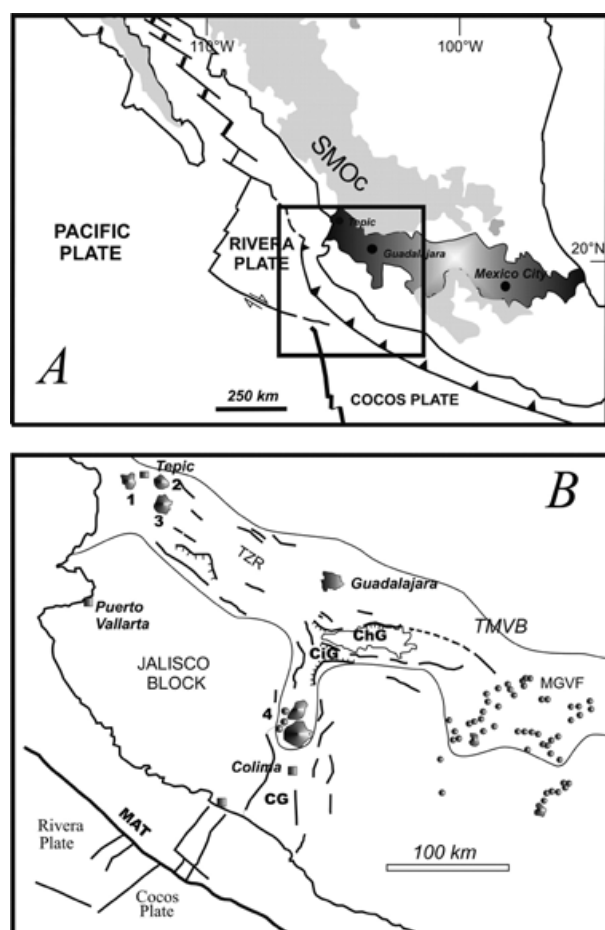 110°W
100°W
SMOc
PACIFIC
PLATE
RIVERA
PLATE
Tepic
Guadalajara
20°N
Mexico City
A
250 km
COCOS PLATE
B
Tepic
1
2
3
TZR
Guadalajara
TMVB
Puerto
Vallarta
ChG
CiG
JALISCO
BLOCK
MGVF
4
Colima
CG
MAT
Rivera
Plate
Cocos
Plate
100 km